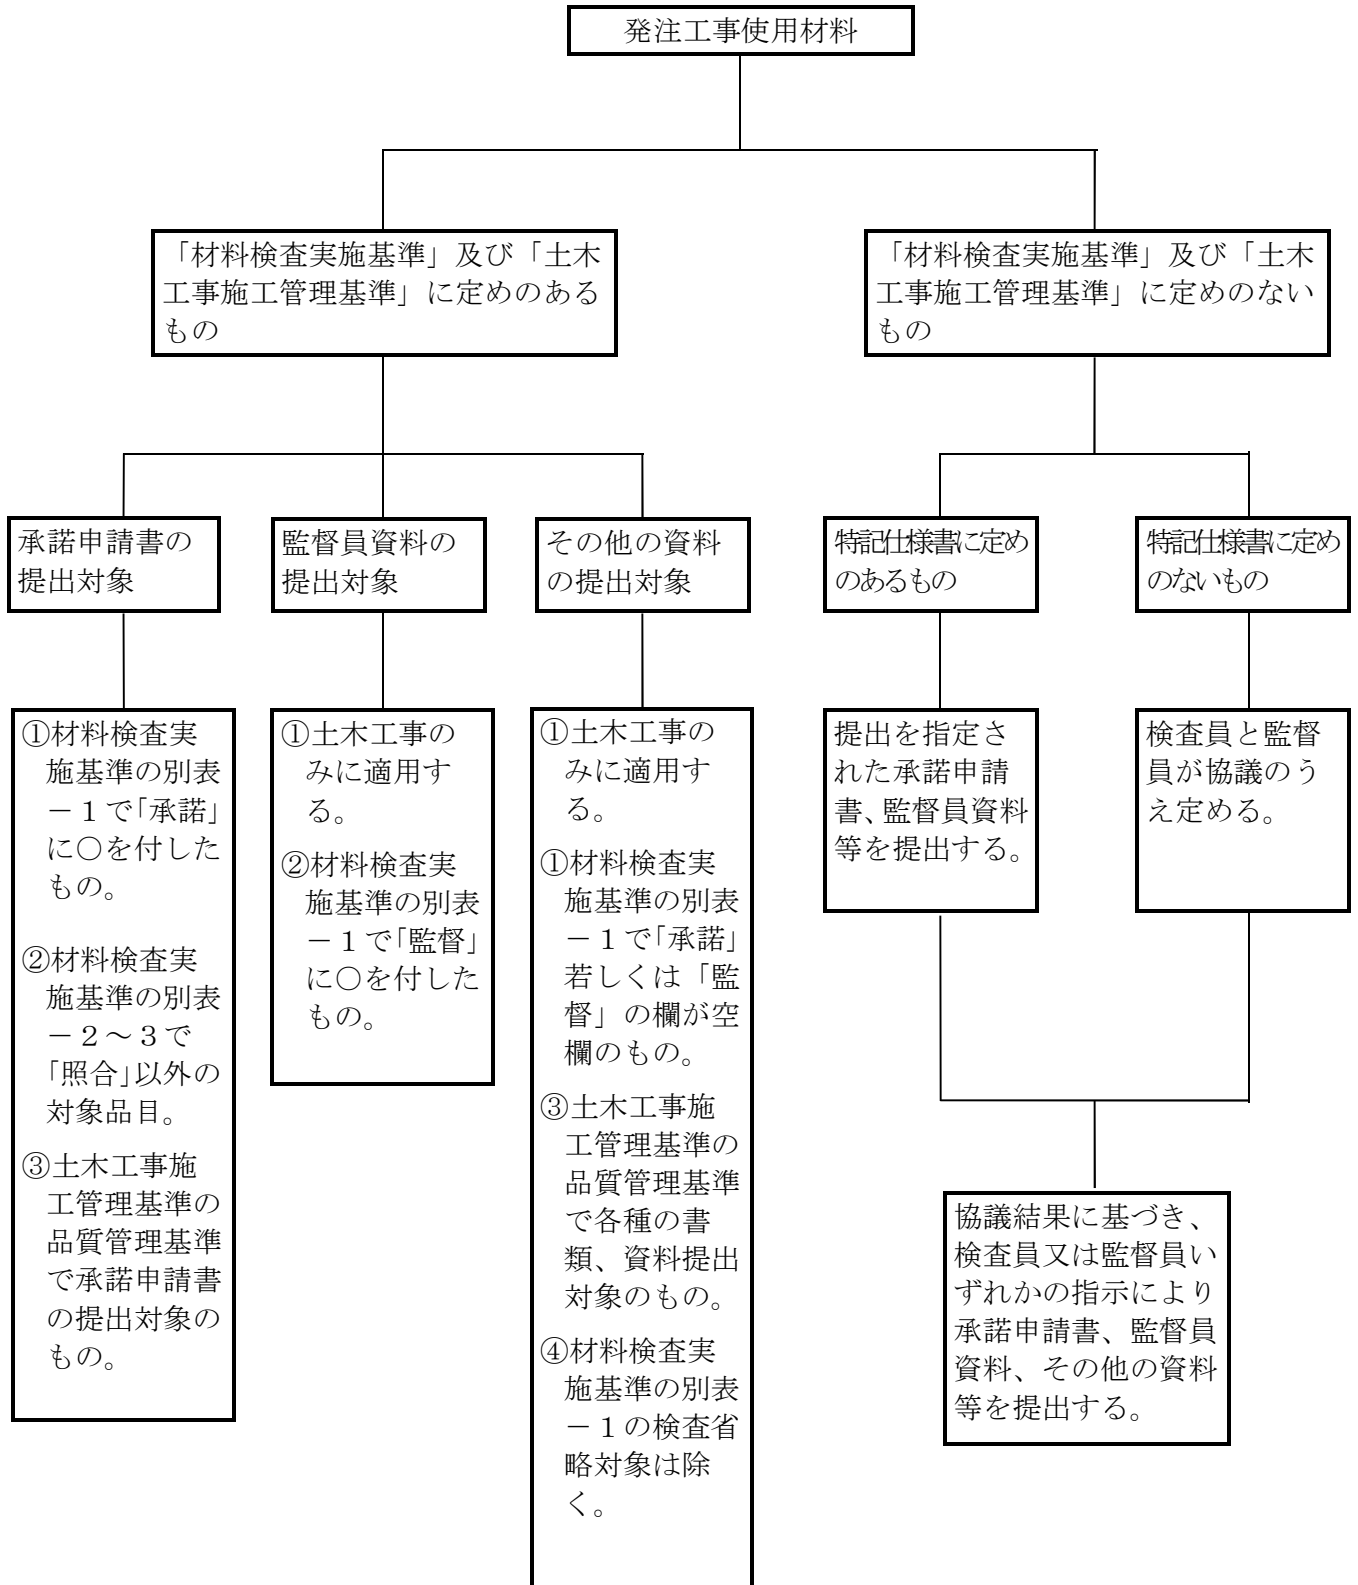 発注工事使用材料
「材料検査実施基準」及び「土木
工事施工管理基準」に定めのある
もの
「材料検査実施基準」及び「土木
工事施工管理基準」に定めのない
もの
承諾申請書の
提出対象
監督員資料の
提出対象
その他の資料
の提出対象
特記仕様書に定め
のあるもの
特記仕様書に定め
のないもの
①材料検査実
施基準の別表
－１で「承諾」
に○を付した
もの。
②材料検査実
施基準の別表
－２～３で
「照合」以外の
対象品目。
③土木工事施
工管理基準の
品質管理基準
で承諾申請書
の提出対象の
もの。
①土木工事の
みに適用す
る。
②材料検査実
施基準の別表
－１で「監督」
に○を付した
もの。
①土木工事の
みに適用す
る。
①材料検査実
施基準の別表
－１で「承諾」
若しくは「監
督」の欄が空
欄のもの。
③土木工事施
工管理基準の
品質管理基準
で各種の書
類、資料提出
対象のもの。
④材料検査実
施基準の別表
－１の検査省
略対象は除
く。
提出を指定さ
れた承諾申請
書、監督員資料
等を提出する。
検査員と監督
員が協議のう
え定める。
協議結果に基づき、
検査員又は監督員い
ずれかの指示により
承諾申請書、監督員
資料、その他の資料
等を提出する。